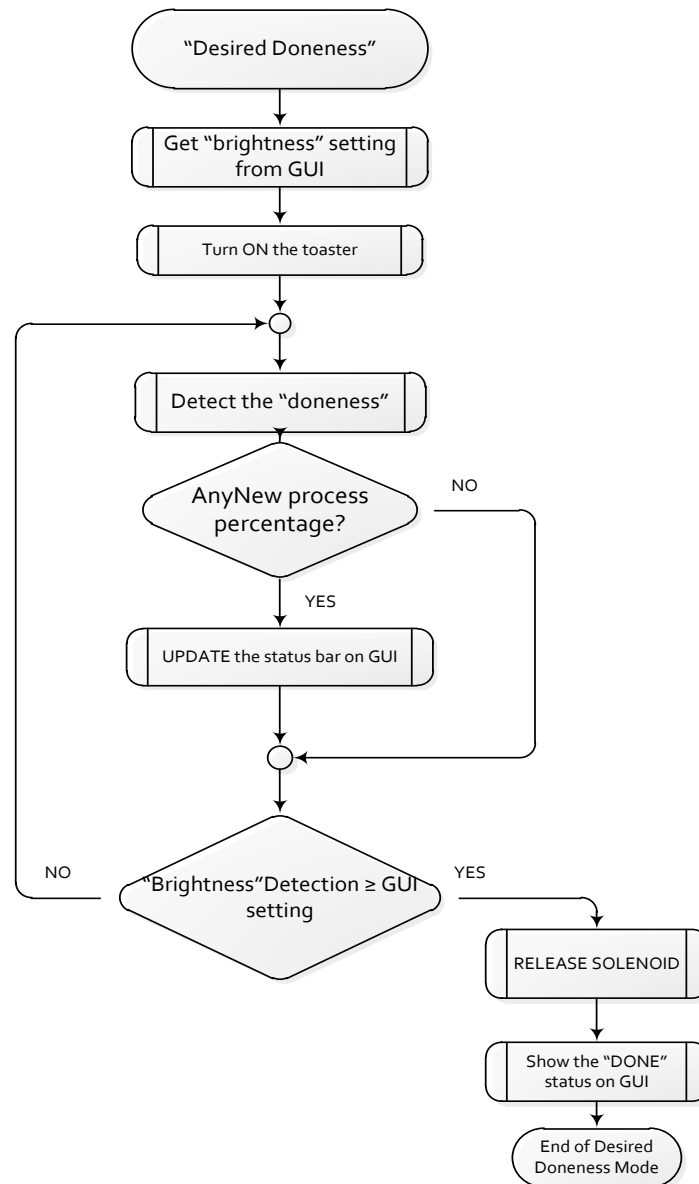 “Desired Doneness”
Get “brightness” setting
from GUI
Turn ON the toaster
Detect the “doneness”
AnyNew process
percentage?
NO
YES
UPDATE the status bar on GUI
NO
“Brightness”Detection ≥ GUI
setting
YES
RELEASE SOLENOID
Show the “DONE”
status on GUI
End of Desired
Doneness Mode